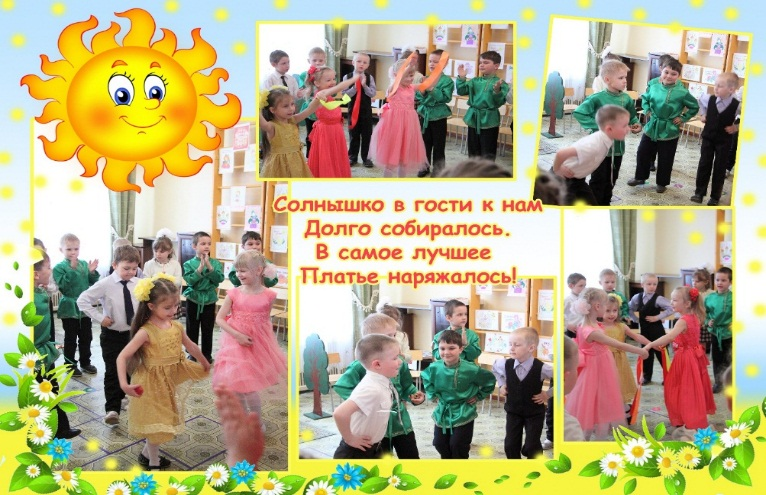 Солнышко в гости к нам
Долго собиралось.
В самое лучшее
Платье наряжалось!